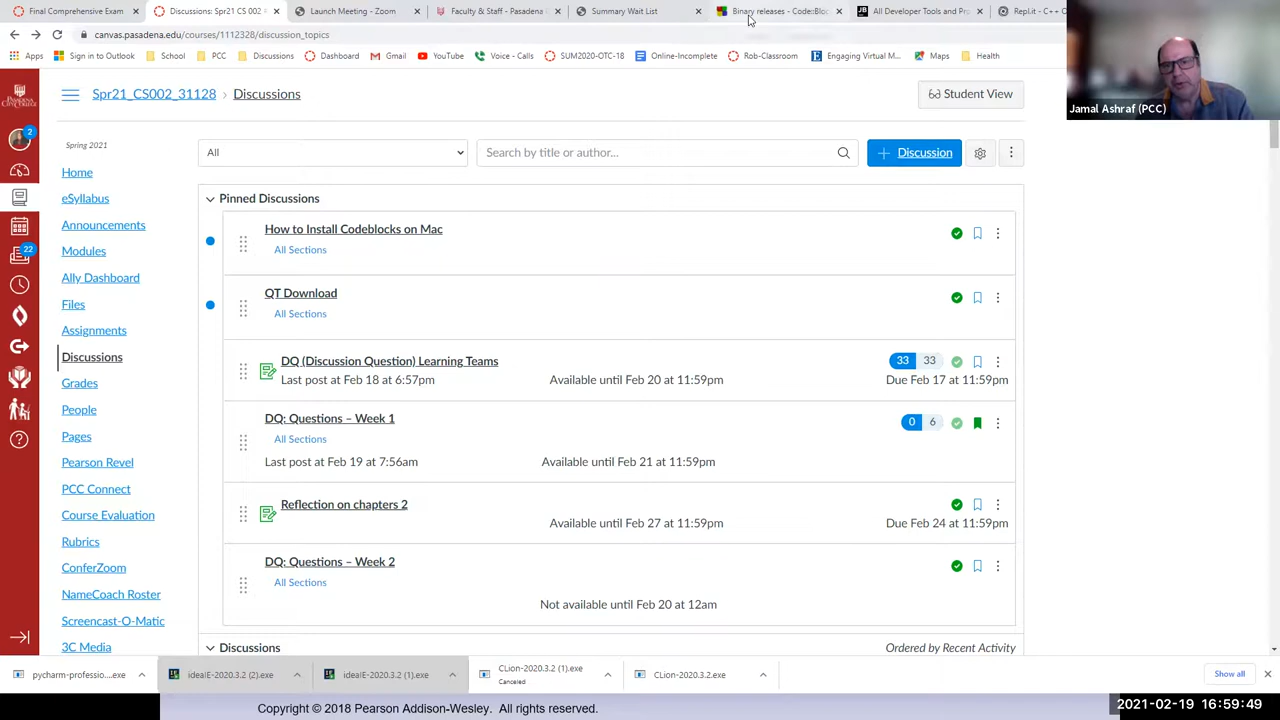 Final Comprehensive Exam
Discussions: Spr21 CS 002
Launch Meeting - Zoom
Faculty & Staff - Pasadena
Summary Wait List
Binary releases - Code::Bloc
All Developer Tools and Pr
Repl.it - C++ O
canvas.pasadena.edu/courses/1112328/discussion_topics
Apps
Sign in to Outlook
School
PCC
Discussions
Dashboard
Gmail
YouTube
Voice - Calls
SUM2020-OTC-18
Online-Incomplete
Rob-Classroom
Engaging Virtual M...
Maps
Health
Jamal Ashraf (PCC)
Spr21_CS002_31128 › Discussions
Student View
2
22
Spring 2021
Home
eSyllabus
Announcements
Modules
Ally Dashboard
Files
Assignments
Discussions
Grades
People
Pages
Pearson Revel
PCC Connect
Course Evaluation
Rubrics
ConferZoom
NameCoach Roster
Screencast-O-Matic
3C Media
All
Search by title or author...
+ Discussion
Pinned Discussions
How to Install Codeblocks on Mac
All Sections
QT Download
All Sections
DQ (Discussion Question) Learning Teams
33 33
Last post at Feb 18 at 6:57pm
Available until Feb 20 at 11:59pm
Due Feb 17 at 11:59pm
DQ: Questions – Week 1
0 6
All Sections
Last post at Feb 19 at 7:56am
Available until Feb 21 at 11:59pm
Reflection on chapters 2
Available until Feb 27 at 11:59pm
Due Feb 24 at 11:59pm
DQ: Questions – Week 2
All Sections
Not available until Feb 20 at 12am
Discussions
Ordered by Recent Activity
pycharm-professio....exe
ideaIE-2020.3.2 (2).exe
ideaIE-2020.3.2 (1).exe
CLion-2020.3.2 (1).exe
Canceled
CLion-2020.3.2.exe
Show all
Copyright © 2018 Pearson Addison-Wesley. All rights reserved.
2021-02-19 16:59:49